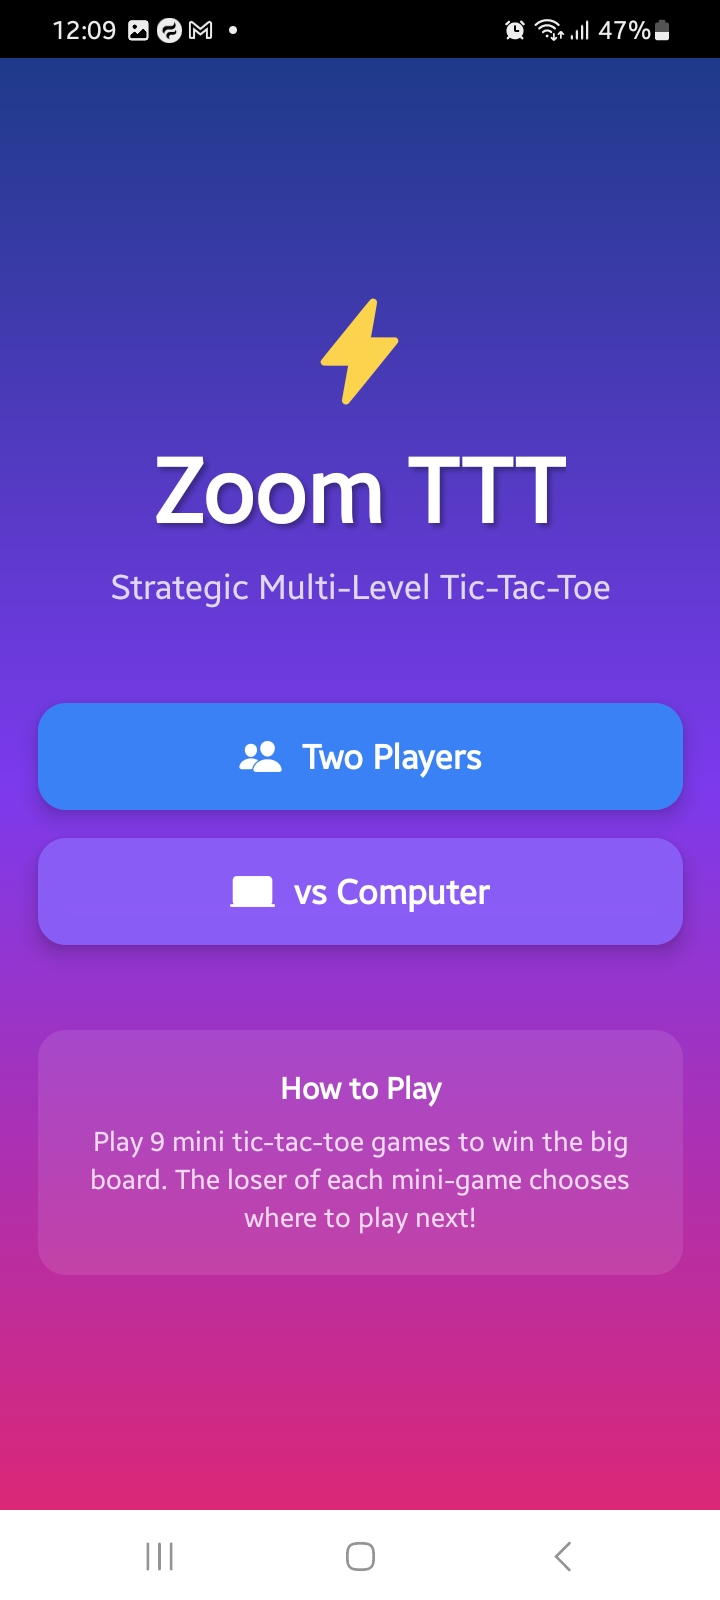 12:09
47%
Zoom TTT
Strategic Multi-Level Tic-Tac-Toe
Two Players
vs Computer
How to Play
Play 9 mini tic-tac-toe games to win the big
board. The loser of each mini-game chooses
where to play next!